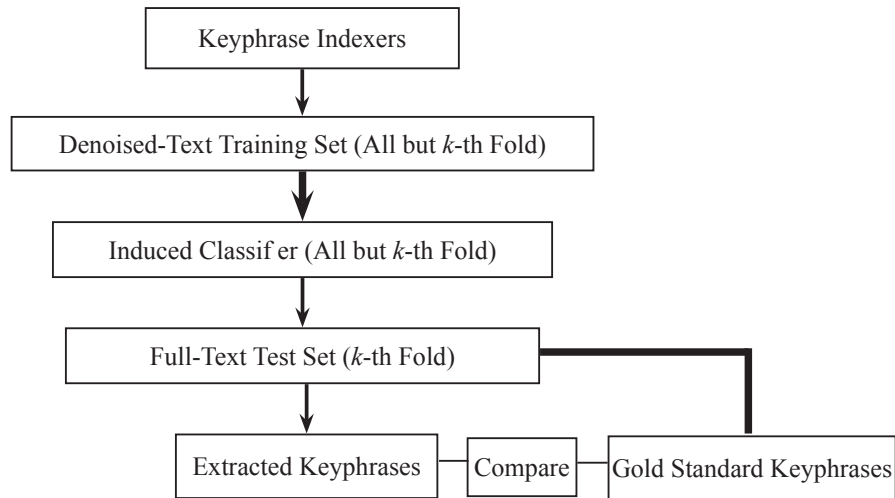 Keyphrase Indexers
Denoised-Text Training Set (All but k-th Fold)
Induced Classif er (All but k-th Fold)
Full-Text Test Set (k-th Fold)
Extracted Keyphrases
Compare
Gold Standard Keyphrases